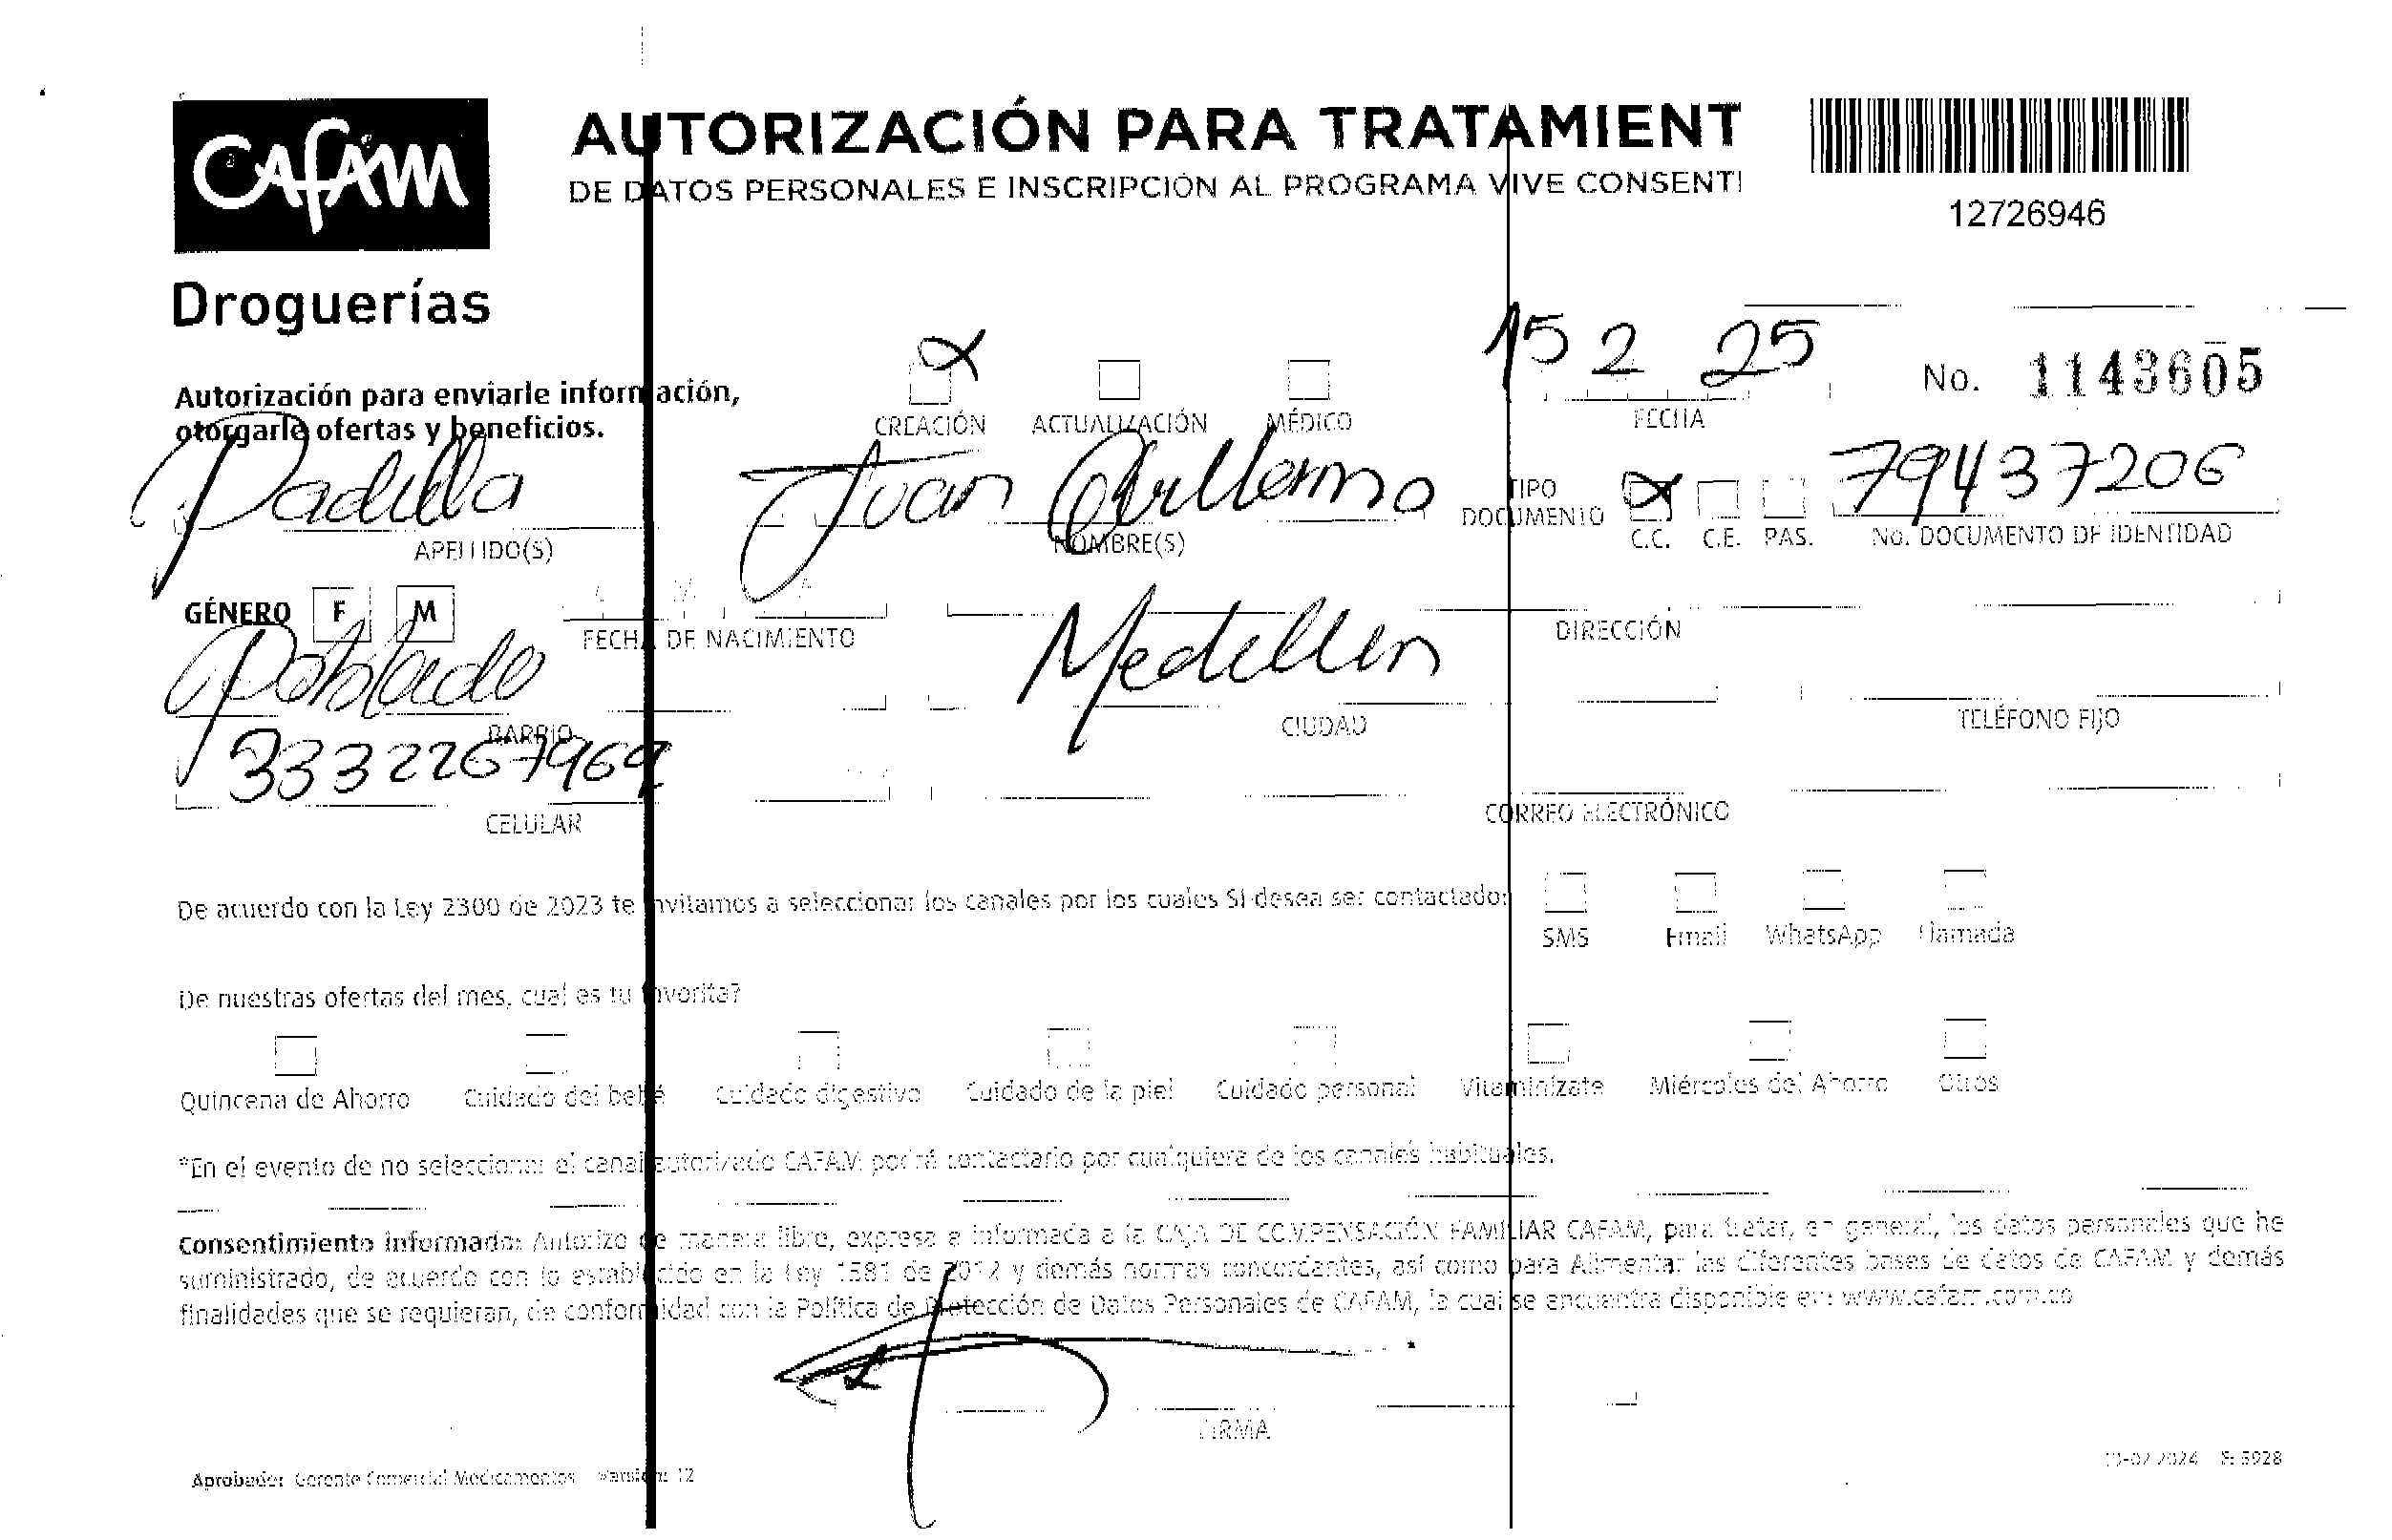 CAFAM
Droguerías
AUTORIZACIÓN PARA TRATAMIENT
DE DATOS PERSONALES E INSCRIPCIÓN AL PROGRAMA VIVE CONSENTI
12726946
Autorización para enviarle información,
otorgarle ofertas y beneficios.
CREACIÓN ACTUALIZACIÓN MÉDICO
15 2 25
FECHA
No. 1143605
Padilla Juan Guillermo 79437206
APELLIDO(S) NOMBRE(S) TIPO DOCUMENTO C.C. C.E. PAS. No. DOCUMENTO DE IDENTIDAD
GÉNERO F M
FECHA DE NACIMIENTO DIRECCIÓN
Poblado Medellin
BARRIO CIUDAD TELÉFONO FIJO
3332267969
CELULAR CORREO ELECTRÓNICO
De acuerdo con la Ley 2300 de 2023 te invitamos a seleccionar los canales por los cuales SI desea ser contactado:
SMS Email WhatsApp Llamada
De nuestras ofertas del mes, cual es tu favorita?
Quincena de Ahorro Cuidado del bebé Cuidado digestivo Cuidado de la piel Cuidado personal Vitaminízate Miércoles del Ahorro Otros
*En el evento de no seleccionar el canal autorizado CAFAM podrá contactarlo por cualquiera de los canales habituales.
Consentimiento informado: Autorizo de manera libre, expresa e informada a la CAJA DE COMPENSACIÓN FAMILIAR CAFAM, para tratar, en general, los datos personales que he
suministrado, de acuerdo con lo establecido en la Ley 1581 de 2012 y demás normas concordantes, así como para Alimentar las diferentes bases de datos de CAFAM y demás
finalidades que se requieran, de conformidad con la Política de Protección de Datos Personales de CAFAM, la cual se encuentra disponible en: www.cafam.com.co
FIRMA
Aprobador Gerente Comercial Medicamentos Versión: 12
-02-2024 F: 5928